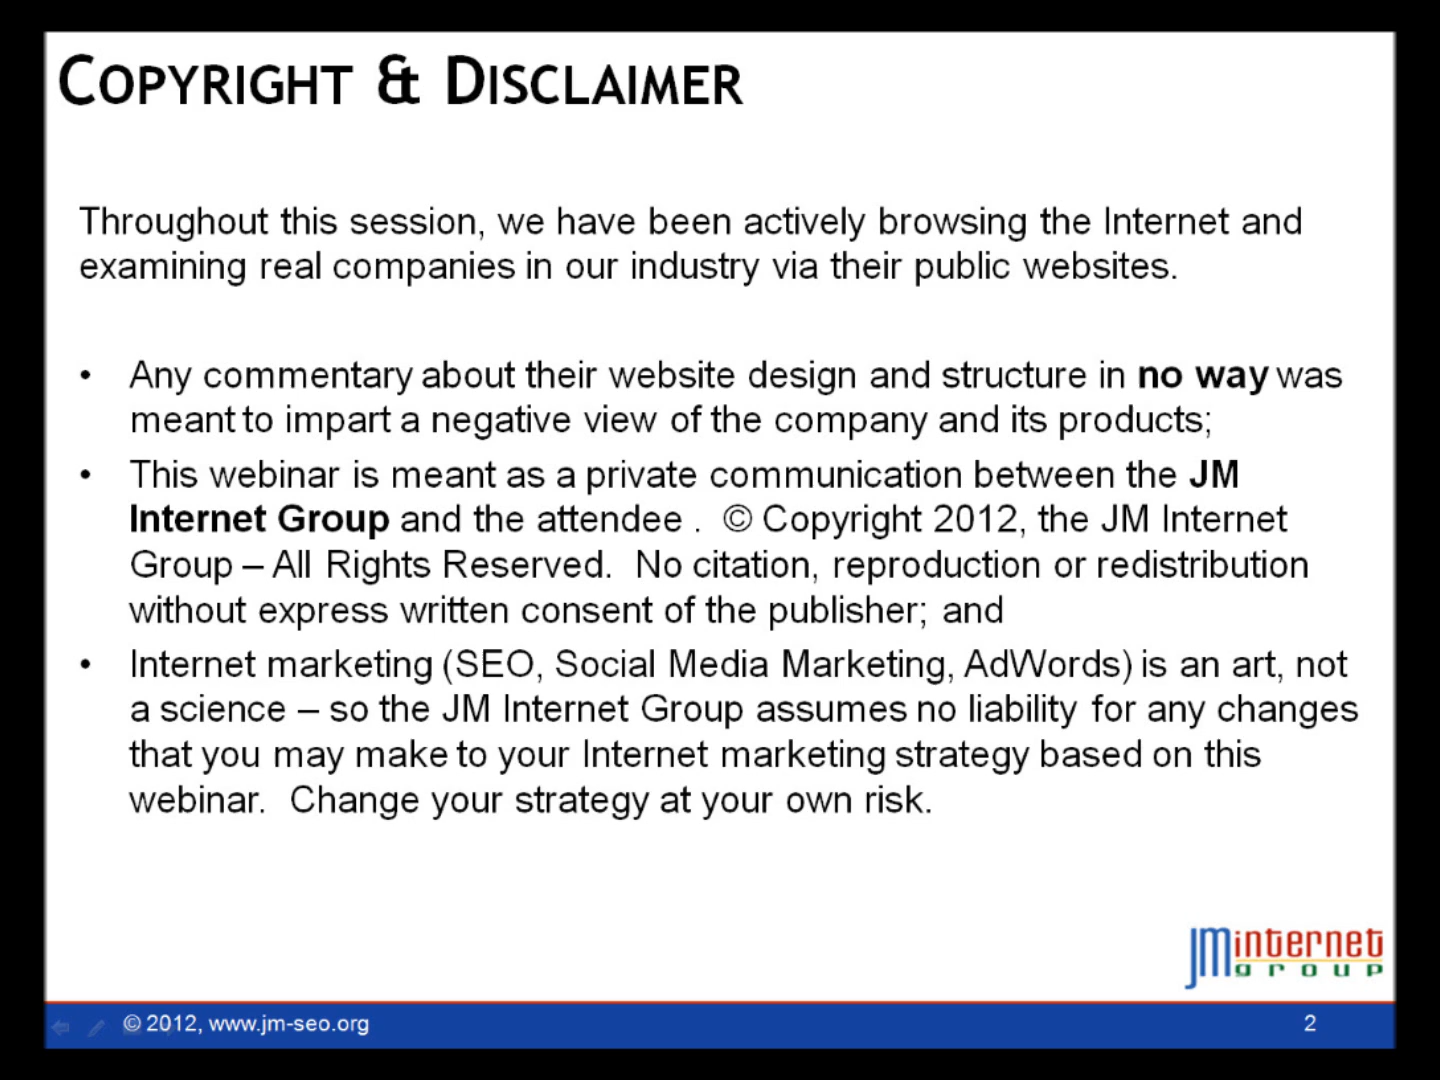 COPYRIGHT & DISCLAIMER
Throughout this session, we have been actively browsing the Internet and
examining real companies in our industry via their public websites.
• Any commentary about their website design and structure in no way was
meant to impart a negative view of the company and its products;
• This webinar is meant as a private communication between the JM
Internet Group and the attendee . © Copyright 2012, the JM Internet
Group – All Rights Reserved. No citation, reproduction or redistribution
without express written consent of the publisher; and
• Internet marketing (SEO, Social Media Marketing, AdWords) is an art, not
a science – so the JM Internet Group assumes no liability for any changes
that you may make to your Internet marketing strategy based on this
webinar. Change your strategy at your own risk.
JM internet
group
© 2012, www.jm-seo.org
2